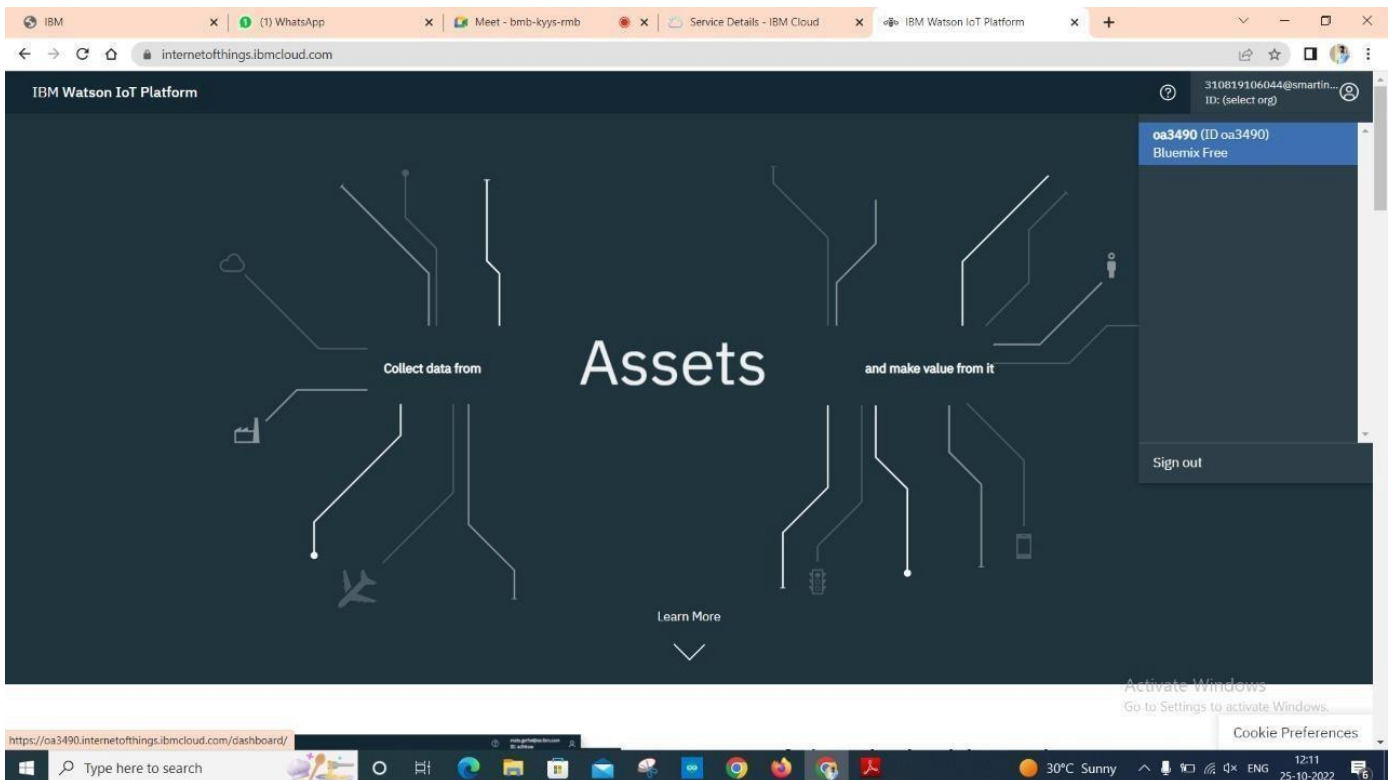 IBM
(1) WhatsApp
Meet - bmb-kyys-rmb
Service Details - IBM Cloud
IBM Watson IoT Platform
internetofthings.ibmcloud.com
IBM Watson IoT Platform
310819106044@smartin...
ID: (select org)
oa3490 (ID oa3490)
Bluemix Free
Collect data from
Assets
and make value from it
Sign out
Learn More
Activate Windows
Go to Settings to activate Windows.
Cookie Preferences
https://oa3490.internetofthings.ibmcloud.com/dashboard/
Type here to search
30°C Sunny
ENG
12:11
25-10-2022
6